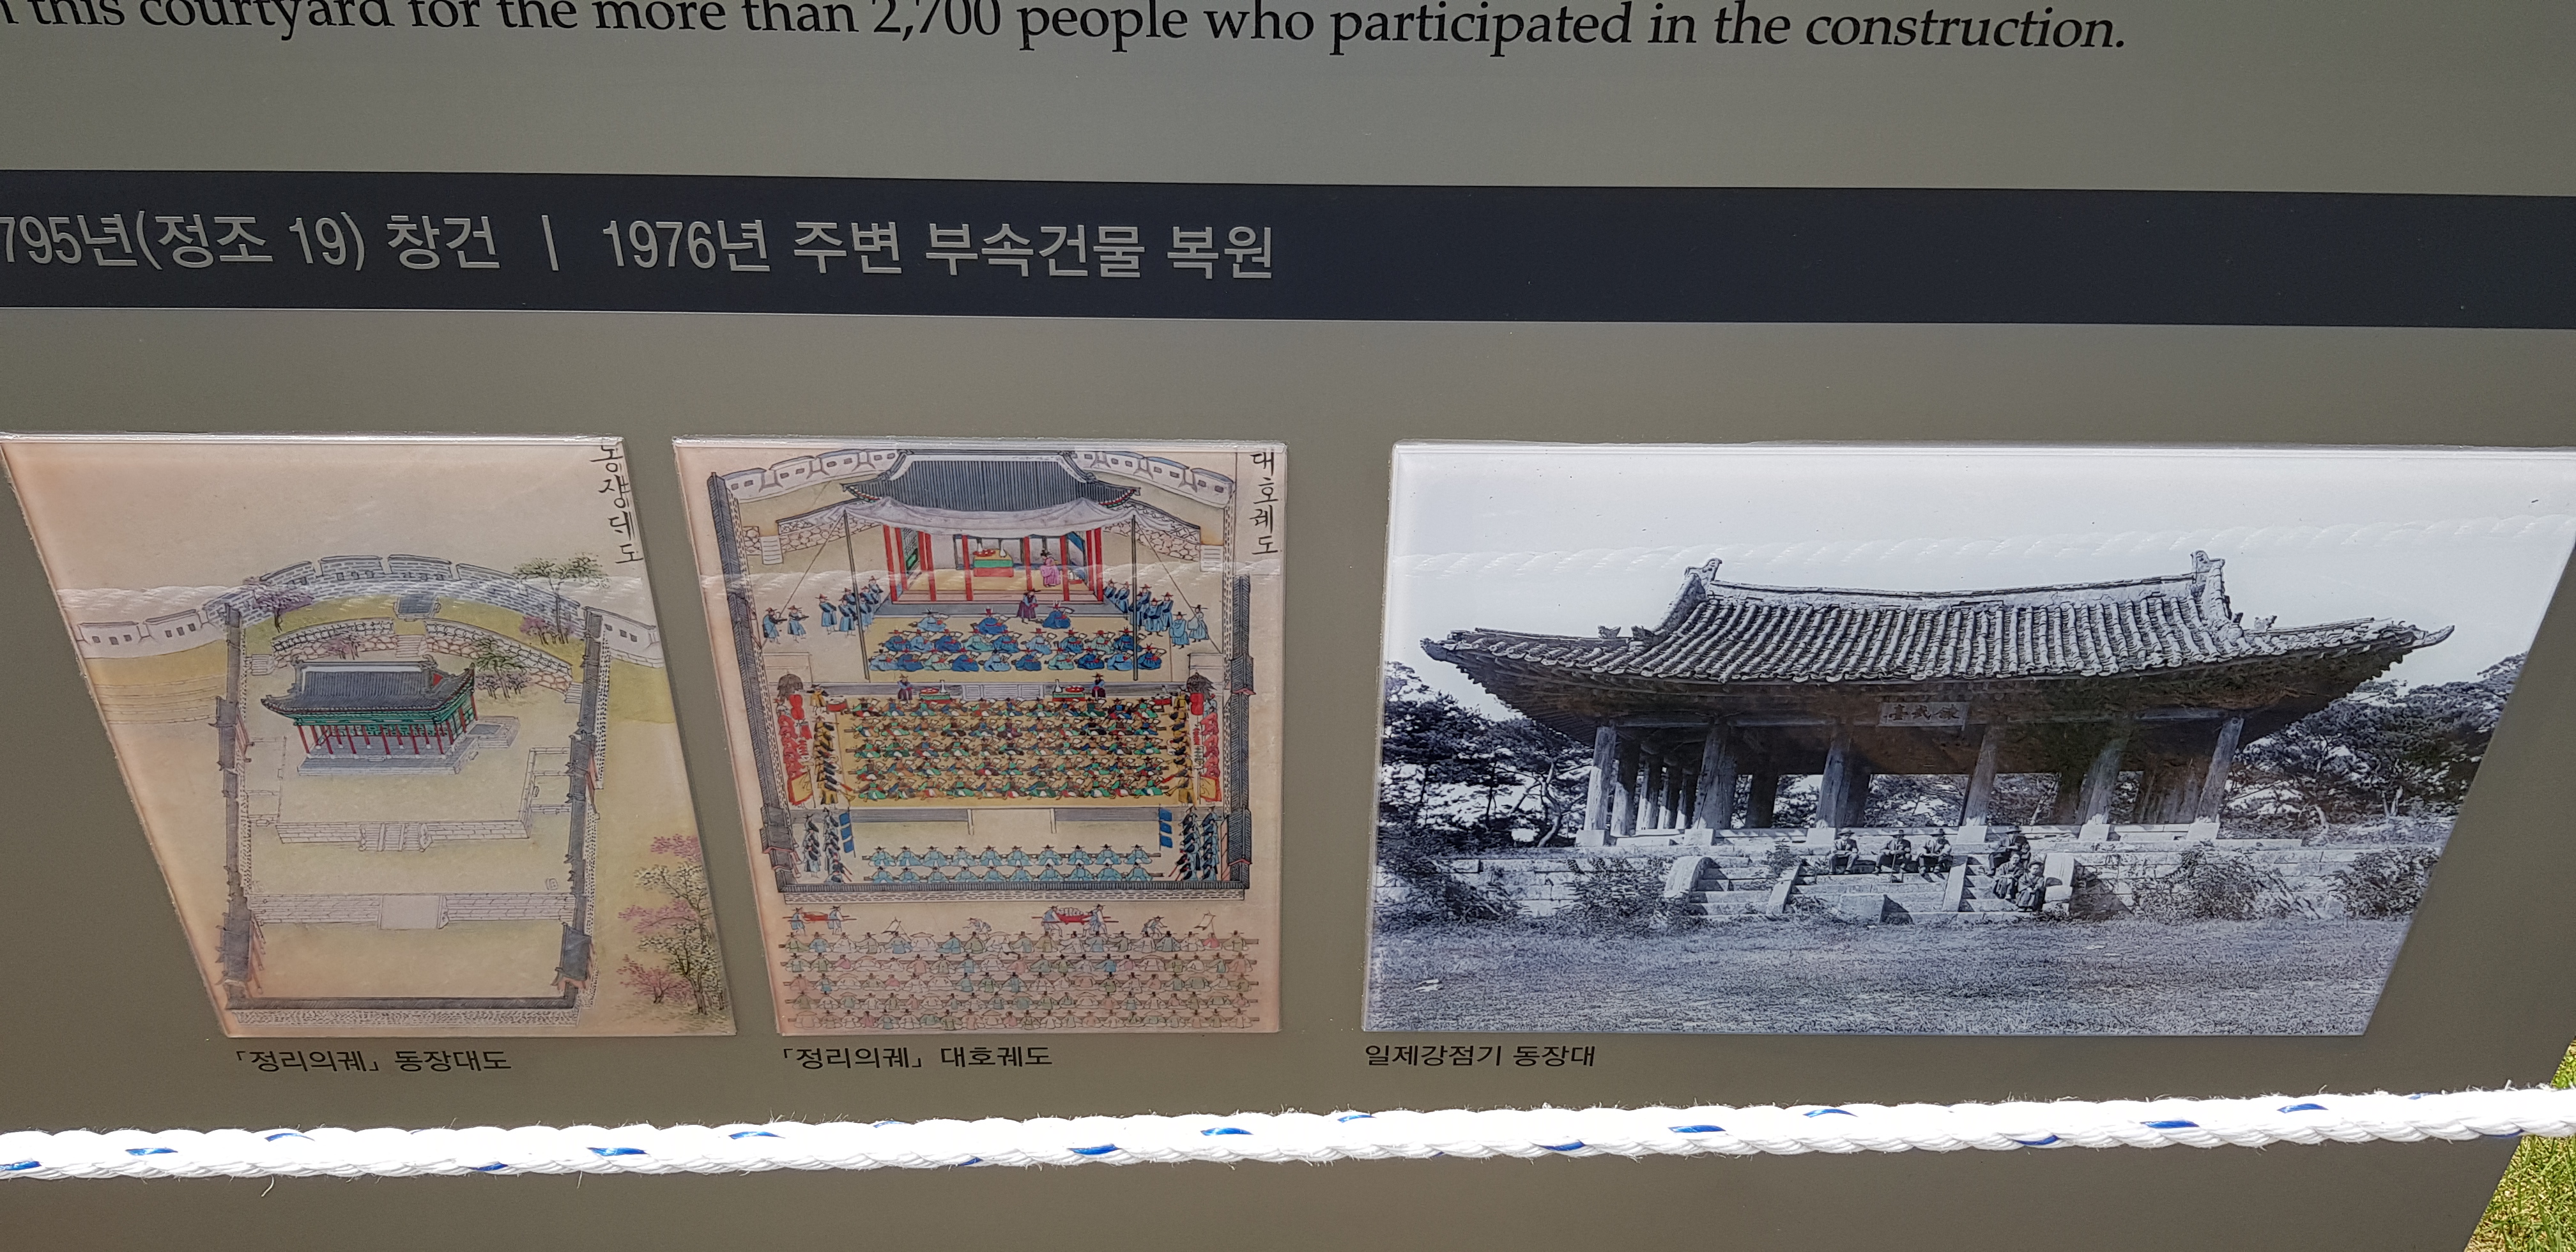 this courtyard for the more than 2,700 people who participated in the construction.
795년(정조 19) 창건 | 1976년 주변 부속건물 복원
동장대도
대호궤도
「정리의궤」 동장대도
「정리의궤」 대호궤도
일제강점기 동장대